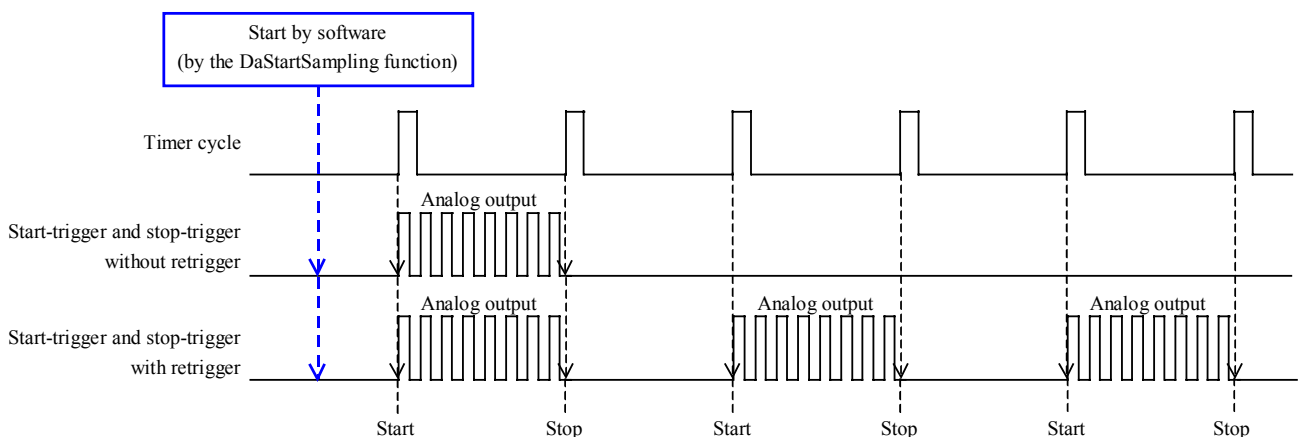 Start by software
(by the DaStartSampling function)
Timer cycle
Analog output
Start-trigger and stop-trigger
without retrigger
Analog output
Analog output
Analog output
Start-trigger and stop-trigger
with retrigger
Start
Stop
Start
Stop
Start
Stop